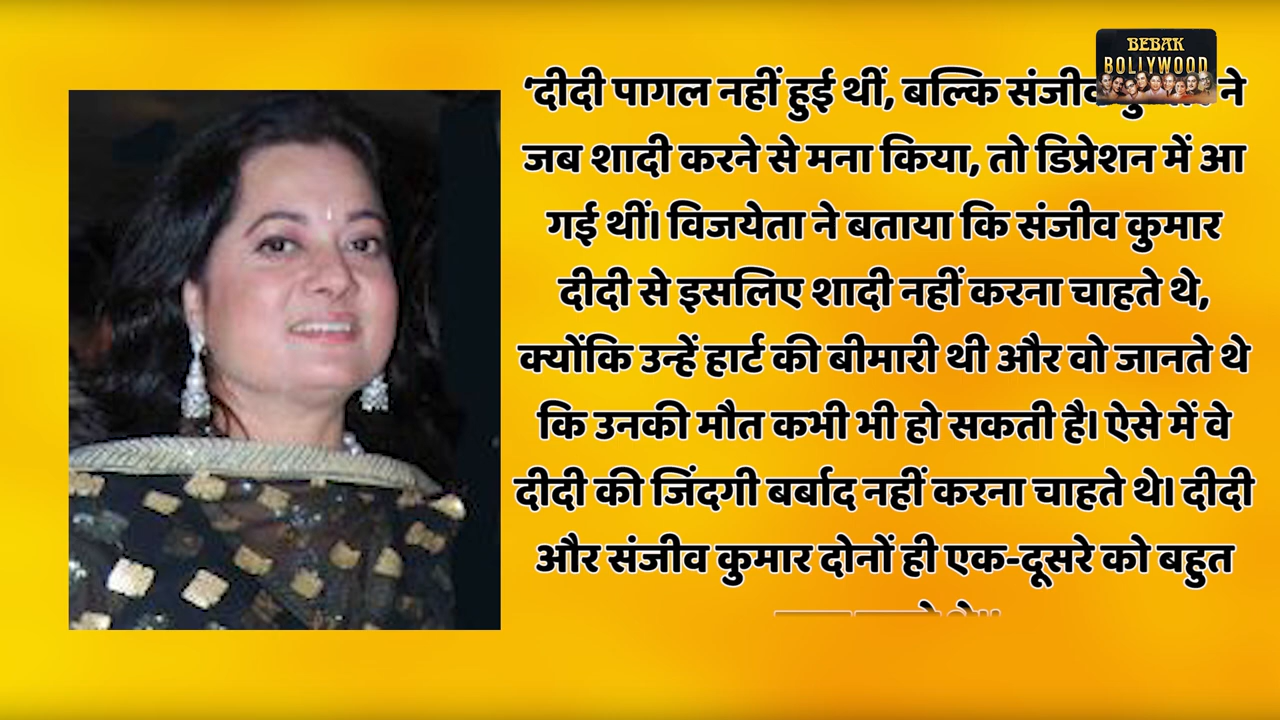 BEBAK
BOLLYWOOD
‘दीदी पागल नहीं हुई थीं, बल्कि ने
जब शादी करने से मना किया, तो डिप्रेशन में आ
गई थीं। विजयेता ने बताया कि संजीव कुमार
दीदी से इसलिए शादी नहीं करना चाहते थे,
क्योंकि उन्हें हार्ट की बीमारी थी और वो जानते थे
कि उनकी मौत कभी भी हो सकती है। ऐसे में वे
दीदी की जिंदगी बर्बाद नहीं करना चाहते थे। दीदी
और संजीव कुमार दोनों ही एक-दूसरे को बहुत